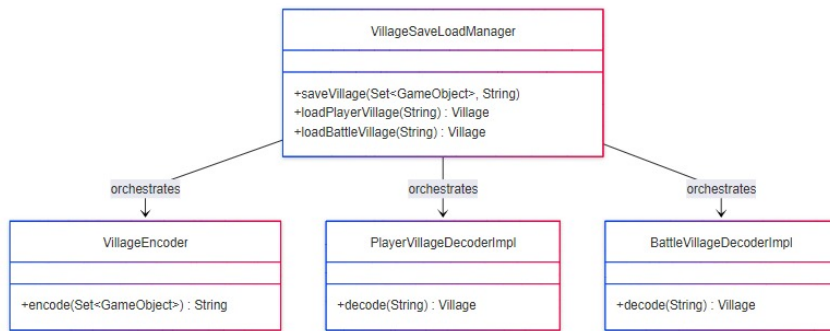 VillageSaveLoadManager
+saveVillage(Set<GameObject>, String)
+loadPlayerVillage(String) : Village
+loadBattleVillage(String) : Village
orchestrates
orchestrates
orchestrates
VillageEncoder
+encode(Set<GameObject>) : String
PlayerVillageDecoderImpl
+decode(String) : Village
BattleVillageDecoderImpl
+decode(String) : Village